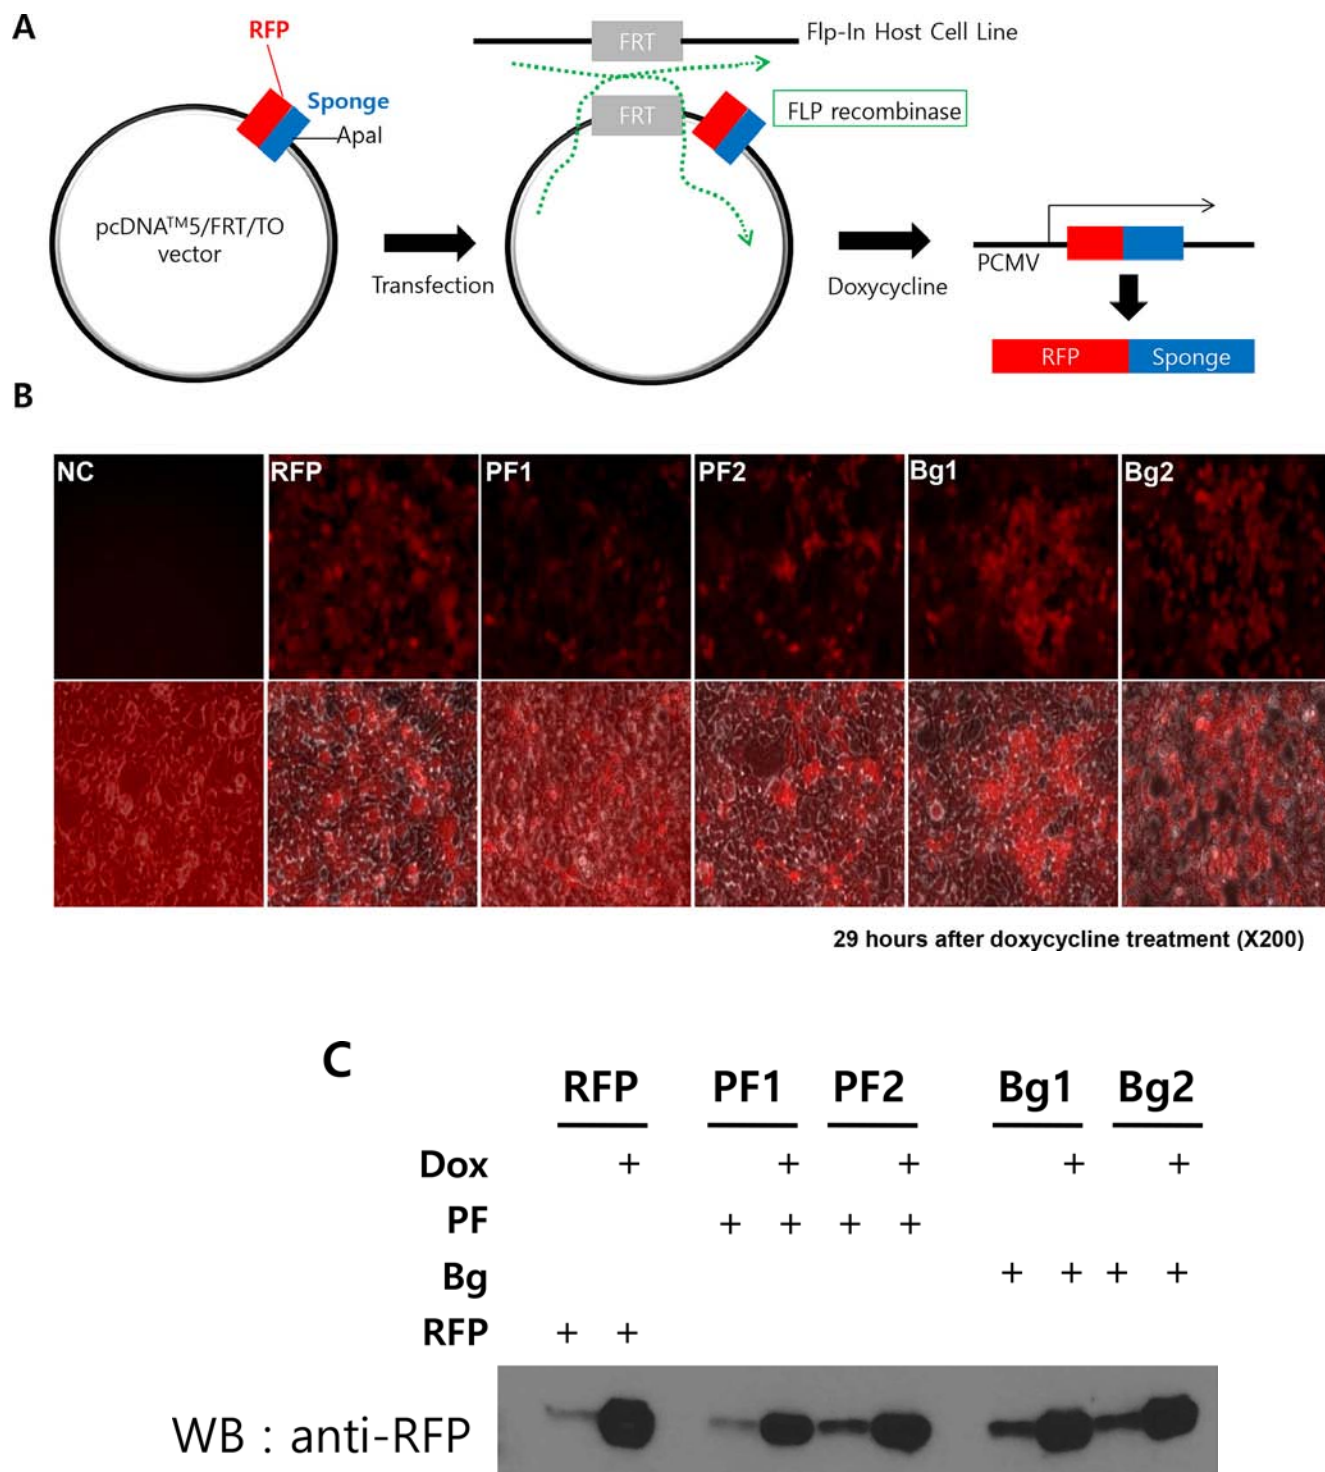 A
RFP
Sponge
ApaI
pcDNA™5/FRT/TO
vector
Transfection
FRT
Flp-In Host Cell Line
FRT
FLP recombinase
Doxycycline
PCMV
RFP
Sponge
B
NC
RFP
PF1
PF2
Bg1
Bg2
29 hours after doxycycline treatment (X200)
C
RFP PF1 PF2 Bg1 Bg2
Dox + + + + +
PF + + + +
Bg + + + +
RFP + +
WB : anti-RFP